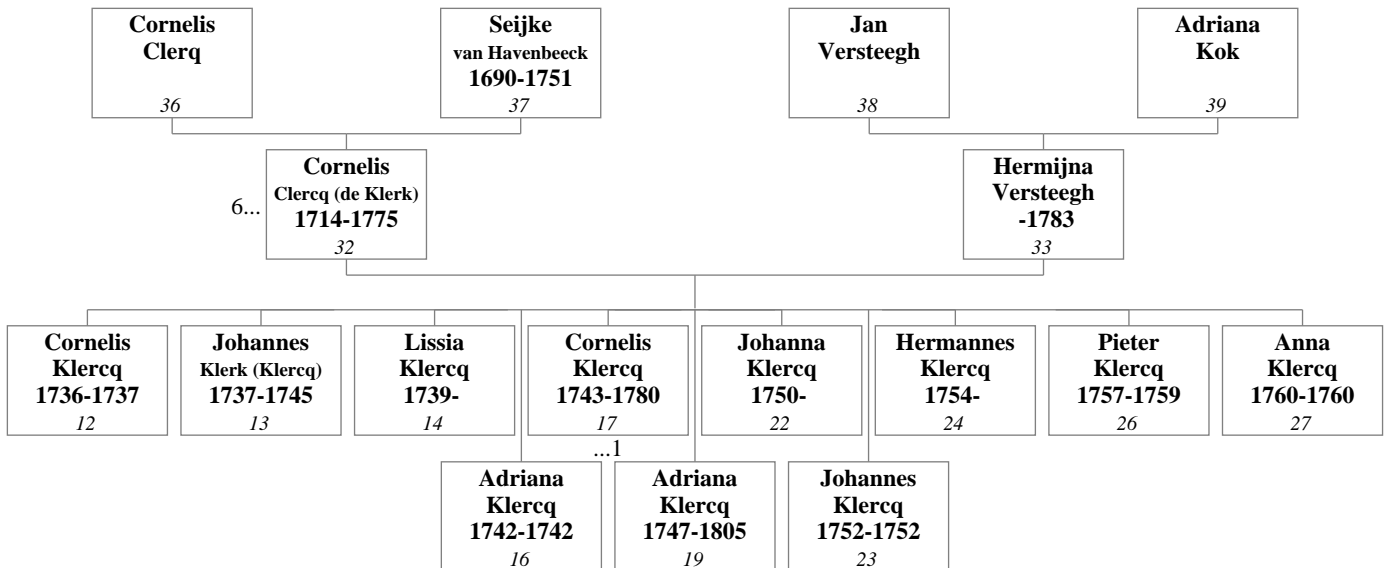 Cornelis
Clerq
36
Seijke
van Havenbeeck
1690-1751
37
Jan
Versteegh
38
Adriana
Kok
39
6...
Cornelis
Clercq (de Klerk)
1714-1775
32
Hermijna
Versteegh
-1783
33
Cornelis
Klercq
1736-1737
12
Johannes
Klerk (Klercq)
1737-1745
13
Lissia
Klercq
1739-
14
Cornelis
Klercq
1743-1780
17
...1
Johanna
Klercq
1750-
22
Hermannes
Klercq
1754-
24
Pieter
Klercq
1757-1759
26
Anna
Klercq
1760-1760
27
Adriana
Klercq
1742-1742
16
Adriana
Klercq
1747-1805
19
Johannes
Klercq
1752-1752
23